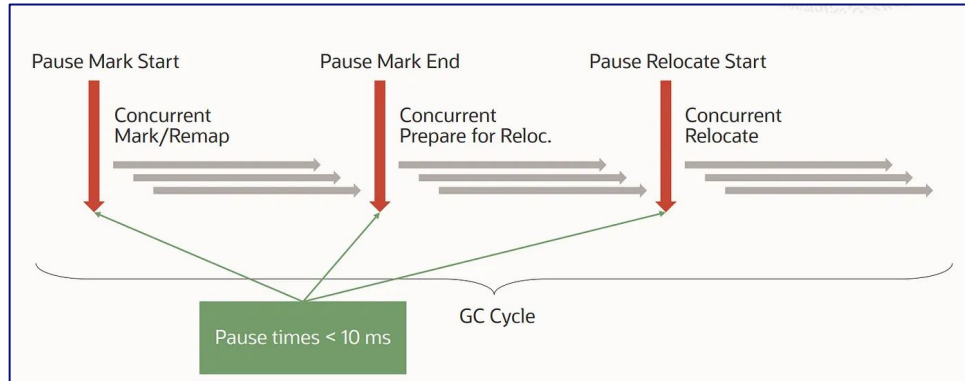 Pause Mark Start
Pause Mark End
Pause Relocate Start
Concurrent
Mark/Remap
Concurrent
Prepare for Reloc.
Concurrent
Relocate
GC Cycle
Pause times < 10 ms